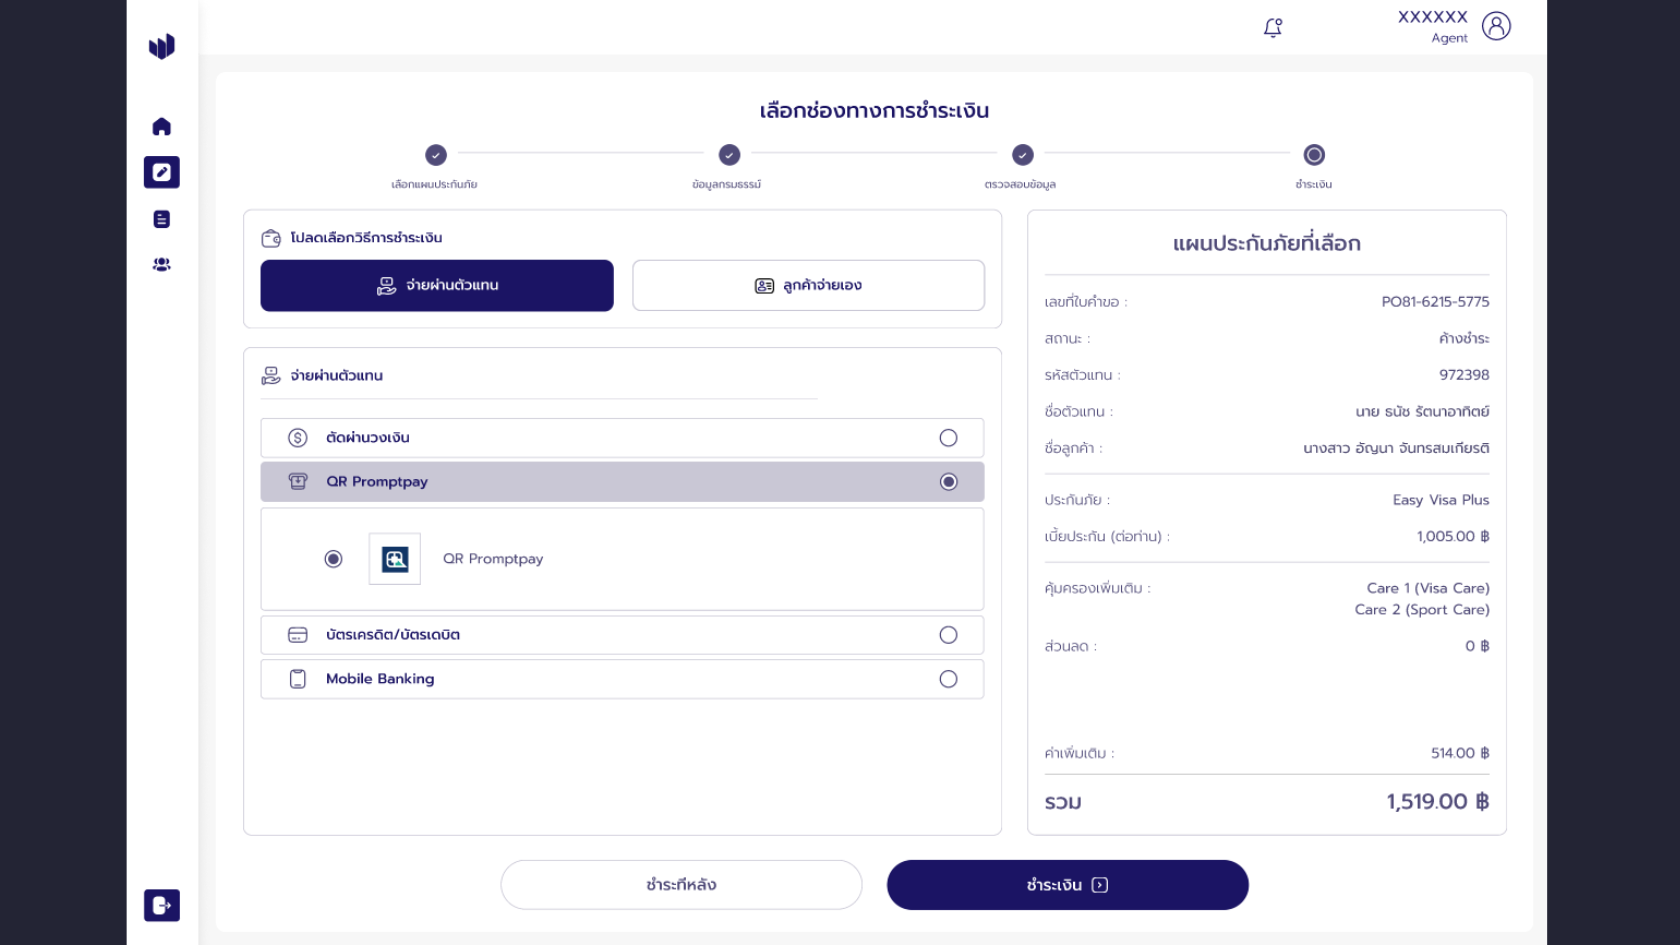 XXXXXX
Agent
เลือกช่องทางการชำระเงิน
เลือกแผนประกันภัย
ข้อมูลกรมธรรม์
ตรวจสอบข้อมูล
ชำระเงิน
โปลดเลือกวิธีการชำระเงิน
จ่ายผ่านตัวแทน
ลูกค้าจ่ายเอง
จ่ายผ่านตัวแทน
ตัดผ่านวงเงิน
QR Promptpay
QR Promptpay
บัตรเครดิต/บัตรเดบิต
Mobile Banking
แผนประกันภัยที่เลือก
เลขที่ใบคำขอ : PO81-6215-5775
สถานะ : ค้างชำระ
รหัสตัวแทน : 972398
ชื่อตัวแทน : นาย ธนัช รัตนาอาทิตย์
ชื่อลูกค้า : นางสาว อัญนา จันทรสมเกียรติ
ประกันภัย : Easy Visa Plus
เบี้ยประกัน (ต่อท่าน) : 1,005.00 ฿
คุ้มครองเพิ่มเติม : Care 1 (Visa Care)
Care 2 (Sport Care)
ส่วนลด : 0 ฿
ค่าเพิ่มเติม : 514.00 ฿
รวม 1,519.00 ฿
ชำระทีหลัง
ชำระเงิน